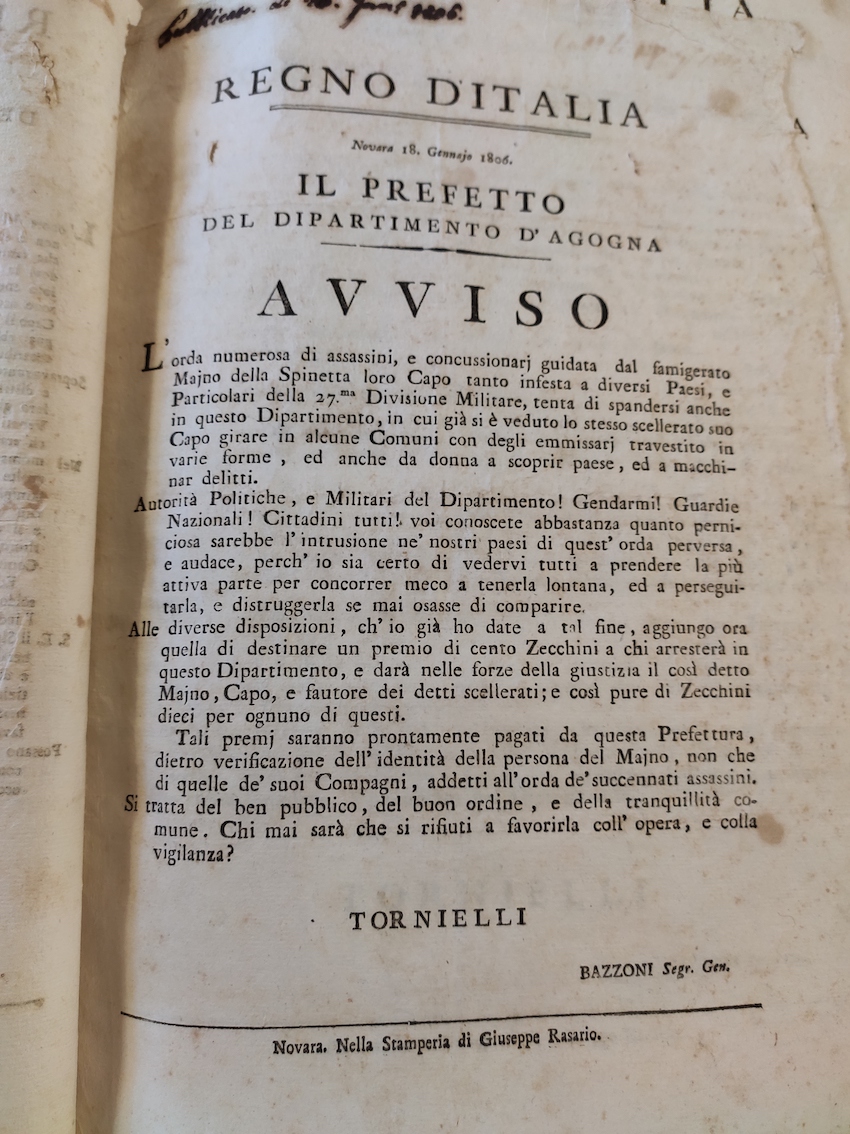 REGNO D'ITALIA
Novara 18. Gennajo 1806.
IL PREFETTO
DEL DIPARTIMENTO D'AGOGNA
AVVISO
L'orda numerosa di assassini, e concussionarj guidata dal famigerato
Majno della Spinetta loro Capo tanto infesta a diversi Paesi, e
Particolari della 27.ma Divisione Militare, tenta di spandersi anche
in questo Dipartimento, in cui già si è veduto lo stesso scellerato suo
Capo girare in alcune Comuni con degli emmissarj travestito in
varie forme, ed anche da donna a scoprir paese, ed a macchi-
nar delitti.
Autorità Politiche, e Militari del Dipartimento! Gendarmi! Guardie
Nazionali! Cittadini tutti! voi conoscete abbastanza quanto perni-
ciosa sarebbe l'intrusione ne' nostri paesi di quest' orda perversa,
e audace, perch' io sia certo di vedervi tutti a prendere la più
attiva parte per concorrer meco a tenerla lontana, ed a persegui-
tarla, e distruggerla se mai osasse di comparire.
Alle diverse disposizioni, ch' io già ho date a tal fine, aggiungo ora
quella di destinare un premio di cento Zecchini a chi arresterà in
questo Dipartimento, e darà nelle forze della giustizia il così detto
Majno, Capo, e fautore dei detti scellerati; e così pure di Zecchini
dieci per ognuno di questi.
Tali premj saranno prontamente pagati da questa Prefettura,
dietro verificazione dell' identità della persona del Majno, non che
di quelle de' suoi Compagni, addetti all' orda de' succennati assassini.
Si tratta del ben pubblico, del buon ordine, e della tranquillità co-
mune. Chi mai sarà che si rifiuti a favorirla coll' opera, e colla
vigilanza?
TORNIELLI
BAZZONI Segr. Gen.
Novara. Nella Stamperia di Giuseppe Rasario.